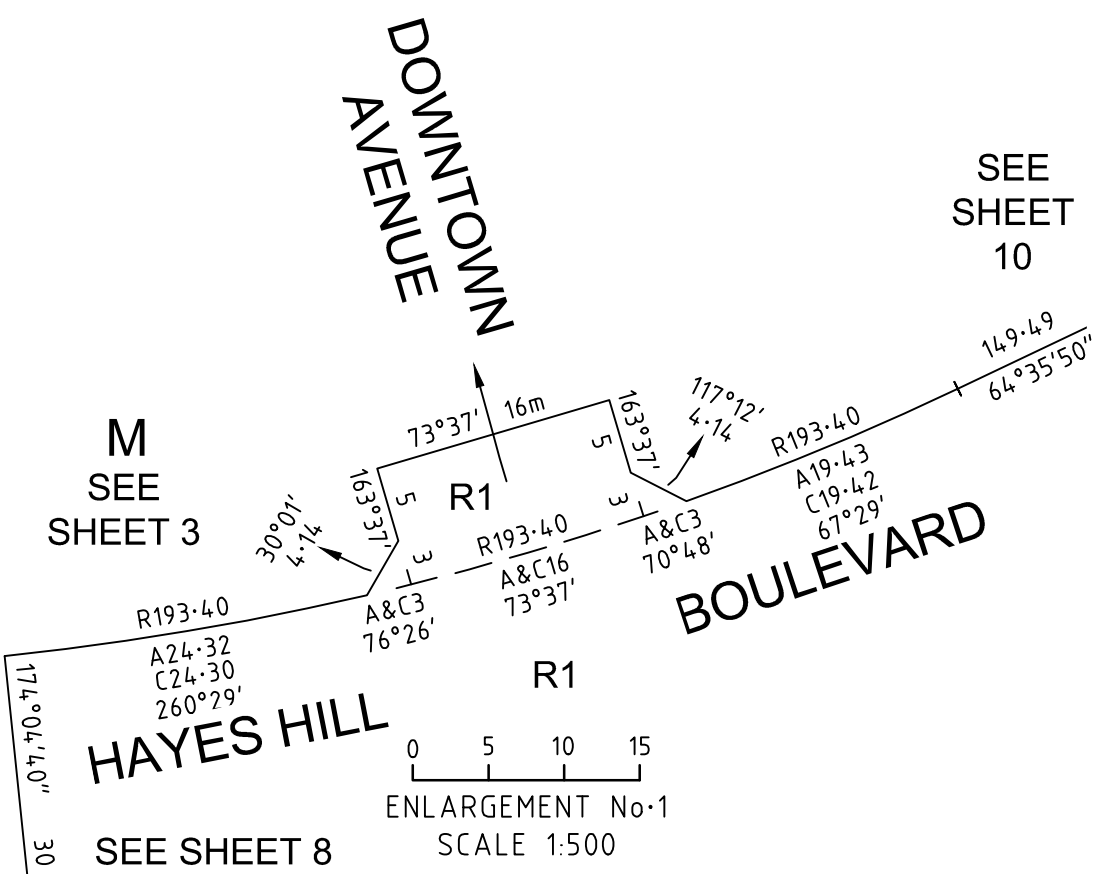 DOWNTOWN
AVENUE
SEE
SHEET
10
149·49
64°35'50"
M
SEE
SHEET 3
73°37'
16m
163°37'
5
117°12'
4·14
R193·40
A19·43
C19·42
67°29'
163°37'
5
R1
30°01'
4·14
3
R193·40
A&C16
73°37'
3
A&C3
70°48'
A&C3
76°26'
BOULEVARD
R193·40
A24·32
C24·30
260°29'
R1
174°04'40"
30
HAYES HILL
0 5 10 15
ENLARGEMENT No·1
SCALE 1:500
SEE SHEET 8